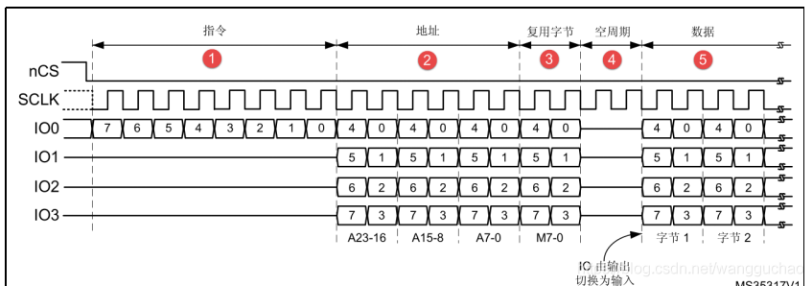 指令 地址 复用字节 空周期 数据
1 2 3 4 5
nCS
SCLK
IO0 7 6 5 4 3 2 1 0 4 0 4 0 4 0 4 0 4 0 4 0
IO1 5 1 5 1 5 1 5 1 5 1 5 1
IO2 6 2 6 2 6 2 6 2 6 2 6 2
IO3 7 3 7 3 7 3 7 3 7 3 7 3
A23-16 A15-8 A7-0 M7-0 字节 1 字节 2
IO 由输出
切换为输入
log.csdn.net/wangguchao
MS35317V1